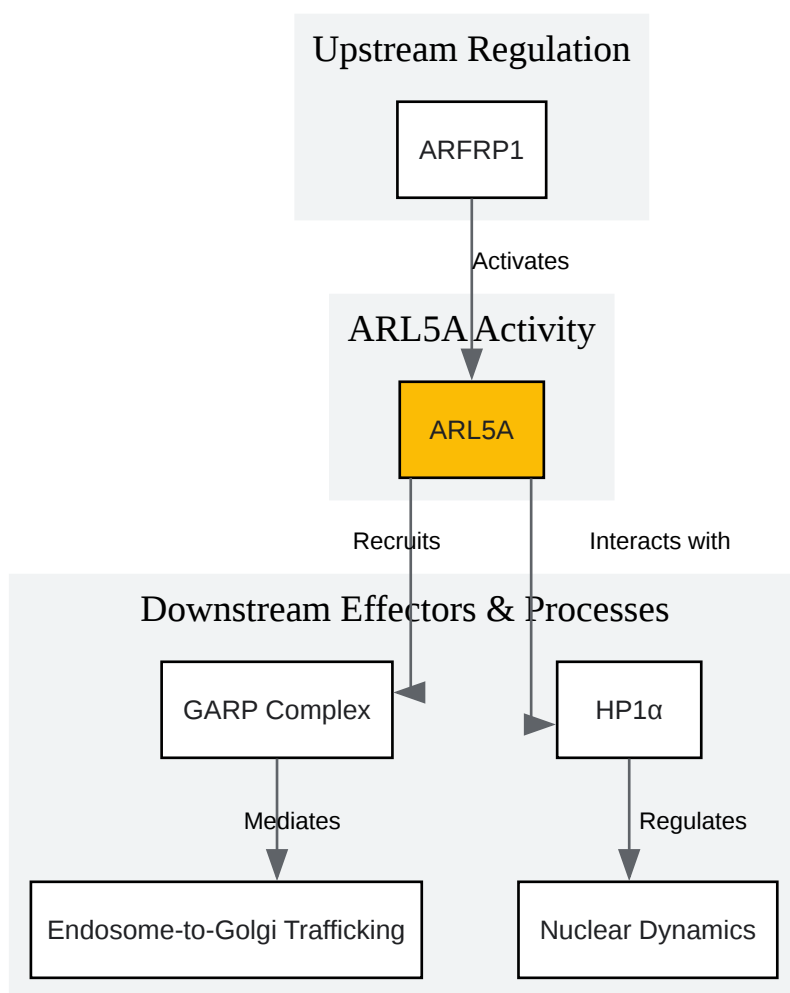 Upstream Regulation
ARFRP1
Activates
ARL5A Activity
ARL5A
Recruits
Interacts with
Downstream Effectors & Processes
GARP Complex
HP1α
Mediates
Regulates
Endosome-to-Golgi Trafficking
Nuclear Dynamics